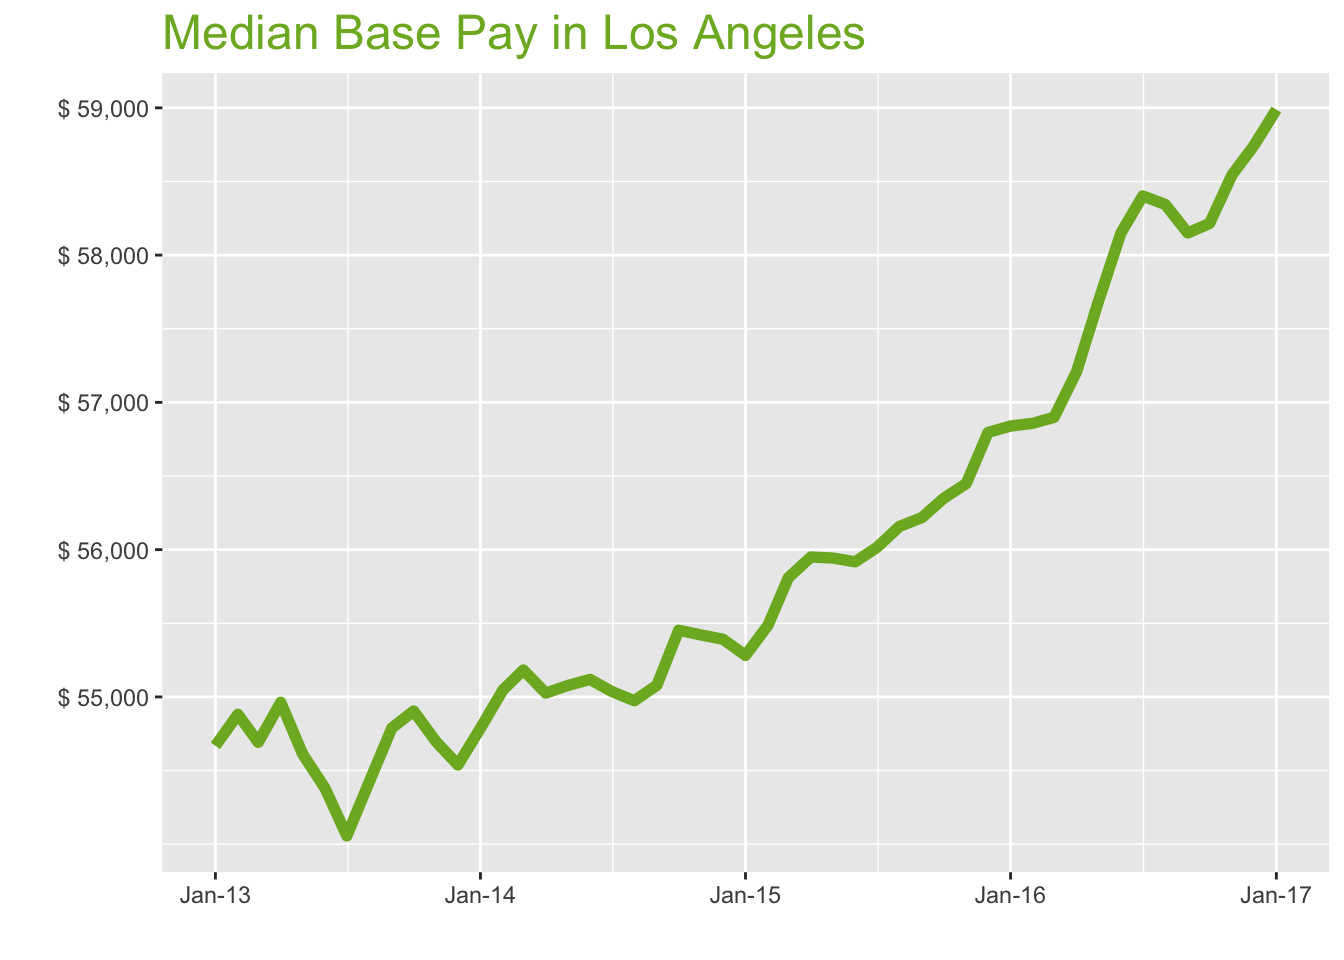 Median Base Pay in Los Angeles
$ 59,000
$ 58,000
$ 57,000
$ 56,000
$ 55,000
Jan-13 Jan-14 Jan-15 Jan-16 Jan-17